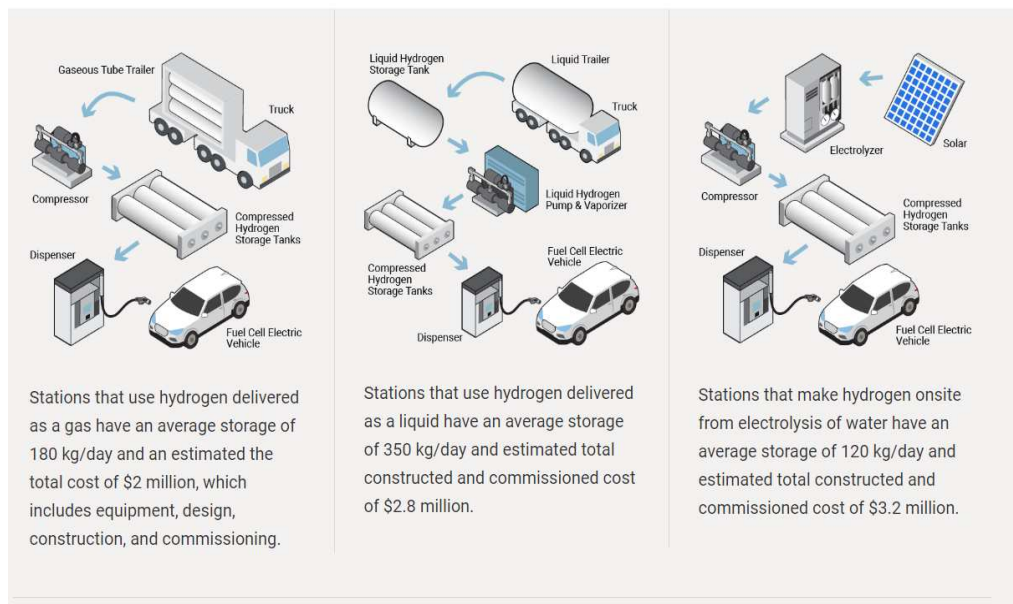 Gaseous Tube Trailer
Truck
Compressor
Compressed
Hydrogen
Storage Tanks
Dispenser
Fuel Cell Electric
Vehicle
Stations that use hydrogen delivered
as a gas have an average storage of
180 kg/day and an estimated the
total cost of $2 million, which
includes equipment, design,
construction, and commissioning.
Liquid Hydrogen
Storage Tank
Liquid Trailer
Truck
Liquid Hydrogen
Pump & Vaporizer
Compressed
Hydrogen
Storage Tanks
Fuel Cell Electric
Vehicle
Dispenser
Stations that use hydrogen delivered
as a liquid have an average storage
of 350 kg/day and estimated total
constructed and commissioned cost
of $2.8 million.
Electrolyzer
Solar
Compressor
Compressed
Hydrogen
Storage Tanks
Dispenser
Fuel Cell Electric
Vehicle
Stations that make hydrogen onsite
from electrolysis of water have an
average storage of 120 kg/day and
estimated total constructed and
commissioned cost of $3.2 million.